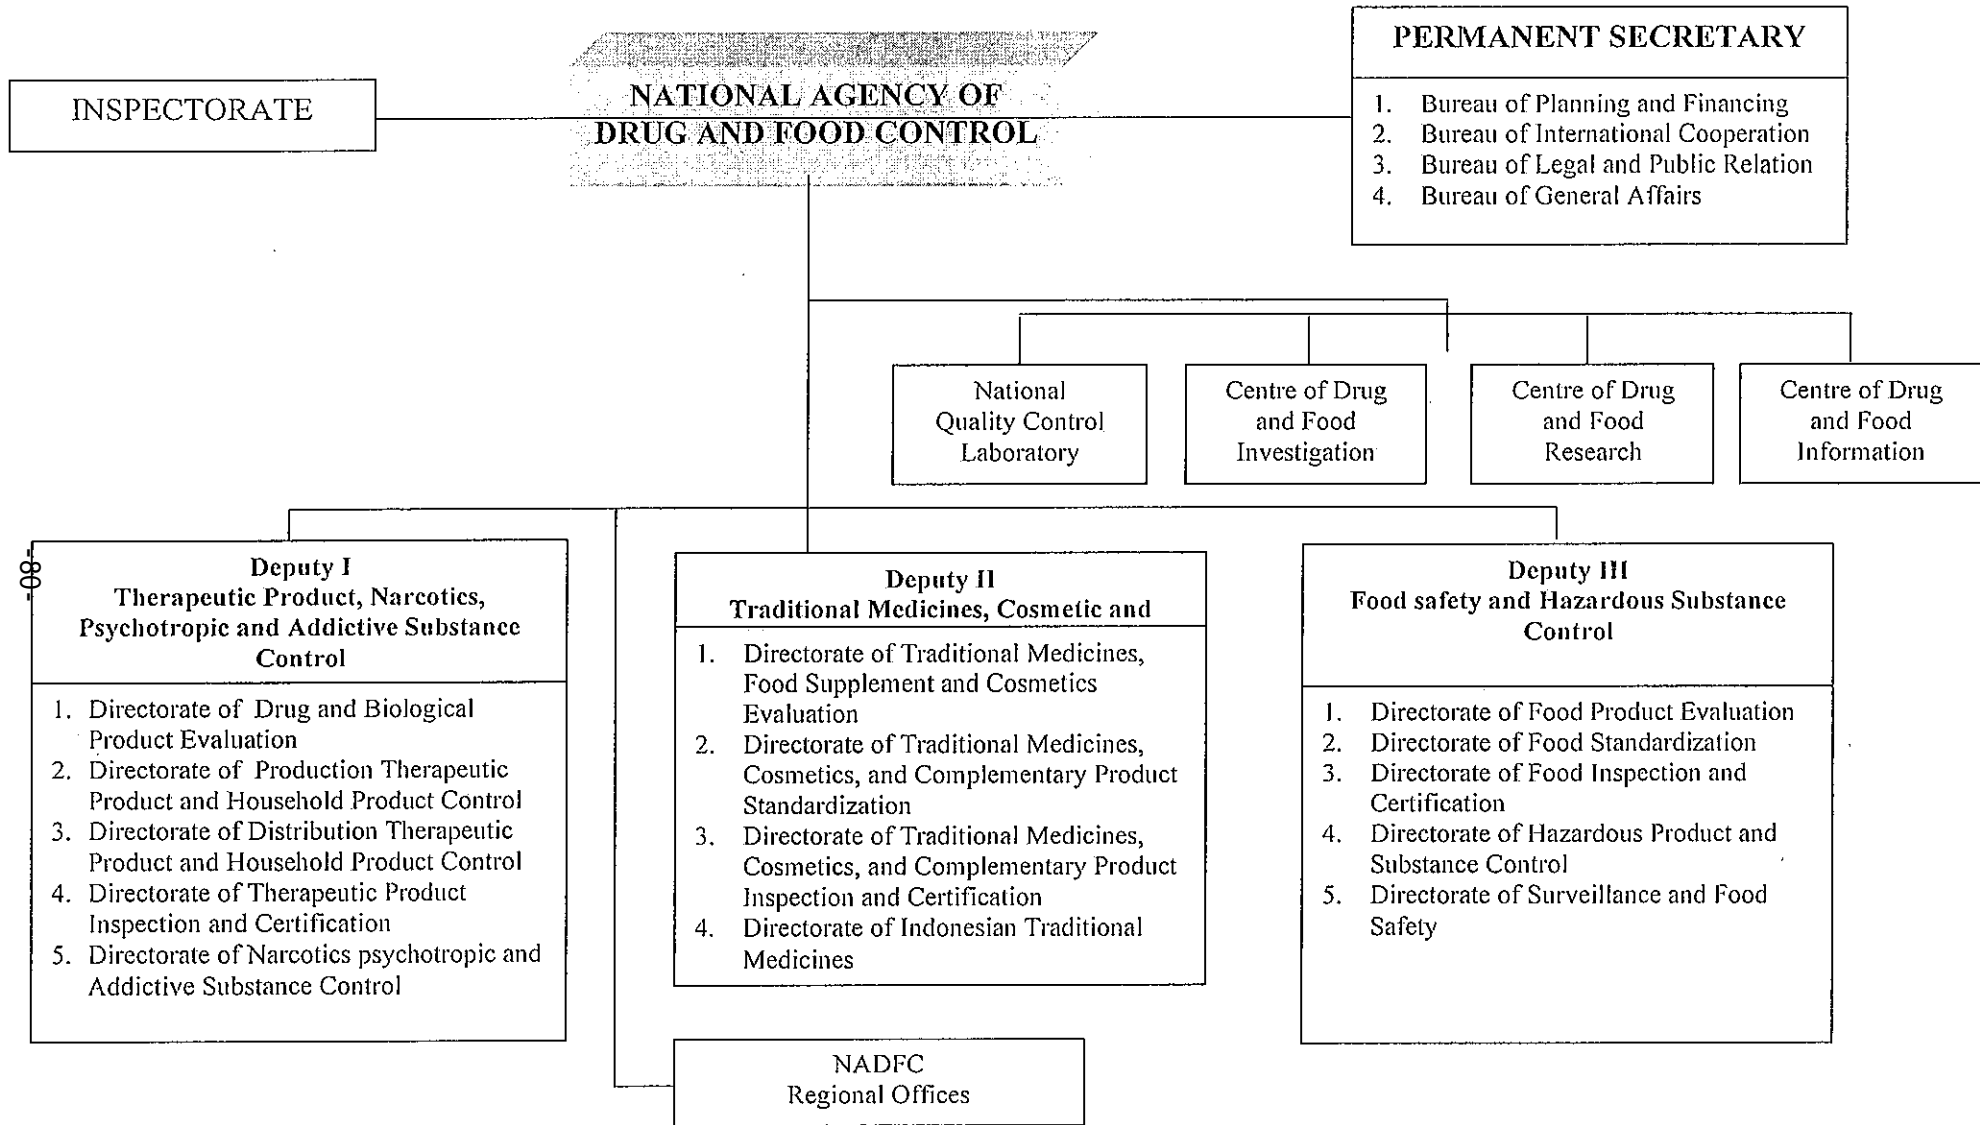 INSPECTORATE
NATIONAL AGENCY OF
DRUG AND FOOD CONTROL
PERMANENT SECRETARY
1. Bureau of Planning and Financing
2. Bureau of International Cooperation
3. Bureau of Legal and Public Relation
4. Bureau of General Affairs
National
Quality Control
Laboratory
Centre of Drug
and Food
Investigation
Centre of Drug
and Food
Research
Centre of Drug
and Food
Information
-80-
Deputy I
Therapeutic Product, Narcotics,
Psychotropic and Addictive Substance
Control
1. Directorate of Drug and Biological
Product Evaluation
2. Directorate of Production Therapeutic
Product and Household Product Control
3. Directorate of Distribution Therapeutic
Product and Household Product Control
4. Directorate of Therapeutic Product
Inspection and Certification
5. Directorate of Narcotics psychotropic and
Addictive Substance Control
Deputy II
Traditional Medicines, Cosmetic and
1. Directorate of Traditional Medicines,
Food Supplement and Cosmetics
Evaluation
2. Directorate of Traditional Medicines,
Cosmetics, and Complementary Product
Standardization
3. Directorate of Traditional Medicines,
Cosmetics, and Complementary Product
Inspection and Certification
4. Directorate of Indonesian Traditional
Medicines
Deputy III
Food safety and Hazardous Substance
Control
1. Directorate of Food Product Evaluation
2. Directorate of Food Standardization
3. Directorate of Food Inspection and
Certification
4. Directorate of Hazardous Product and
Substance Control
5. Directorate of Surveillance and Food
Safety
NADFC
Regional Offices